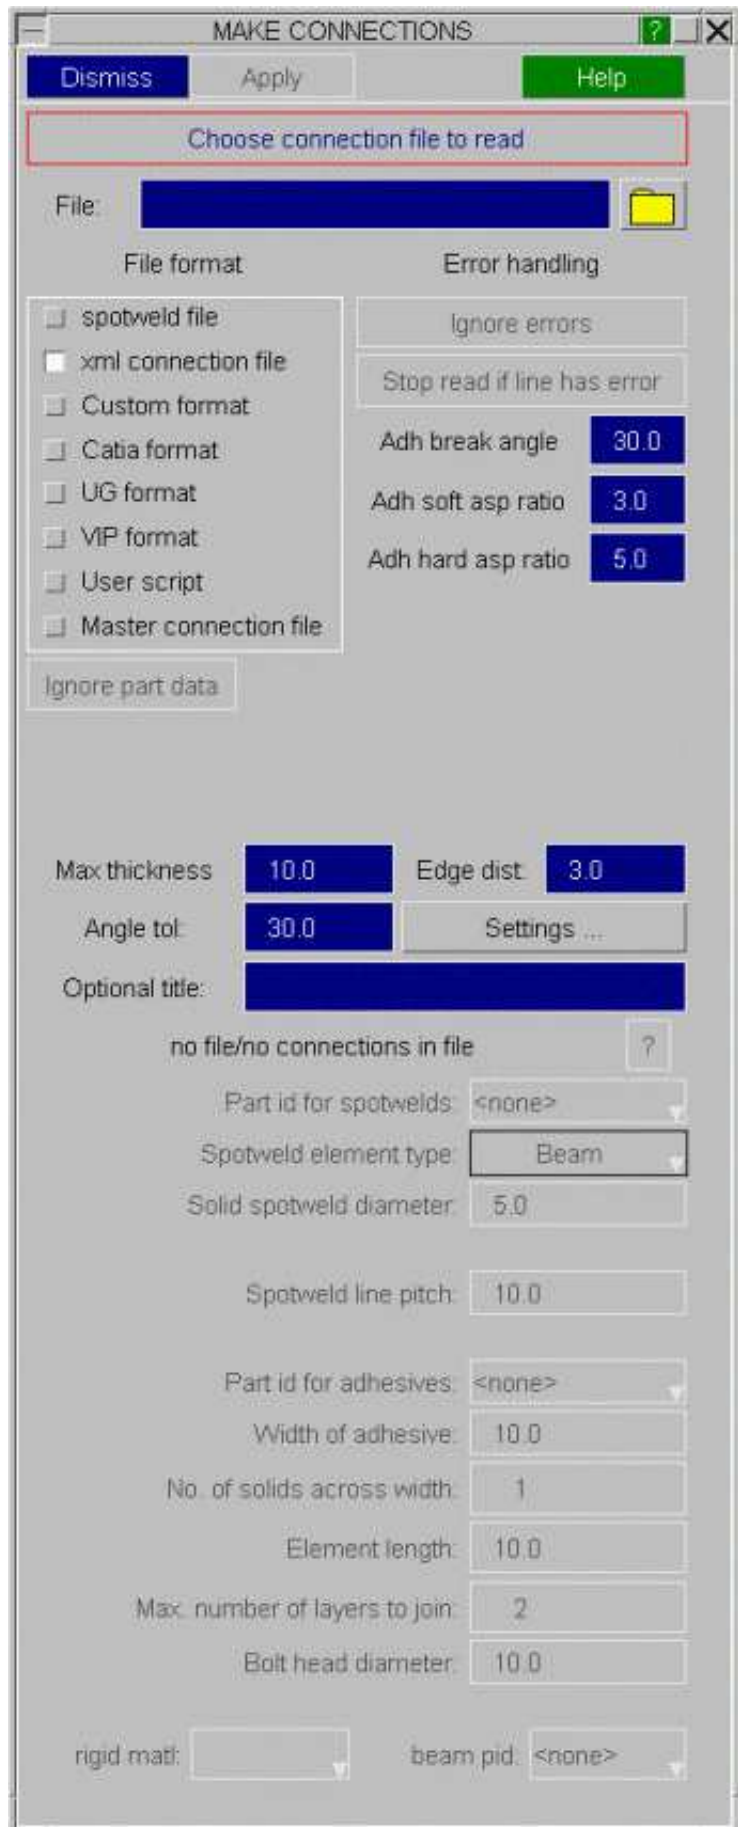 MAKE CONNECTIONS ?
Dismiss Apply Help
Choose connection file to read
File:
File format Error handling
spotweld file
Ignore errors
xml connection file
Stop read if line has error
Custom format
Adh break angle 30.0
Catia format
UG format
Adh soft asp ratio 3.0
VIP format
Adh hard asp ratio 5.0
User script
Master connection file
Ignore part data
Max thickness 10.0 Edge dist: 3.0
Angle tol: 30.0 Settings ...
Optional title:
no file/no connections in file ?
Part id for spotwelds: <none>
Spotweld element type: Beam
Solid spotweld diameter: 5.0
Spotweld line pitch: 10.0
Part id for adhesives: <none>
Width of adhesive: 10.0
No. of solids across width: 1
Element length: 10.0
Max. number of layers to join: 2
Bolt head diameter: 10.0
rigid matl: beam pid: <none>